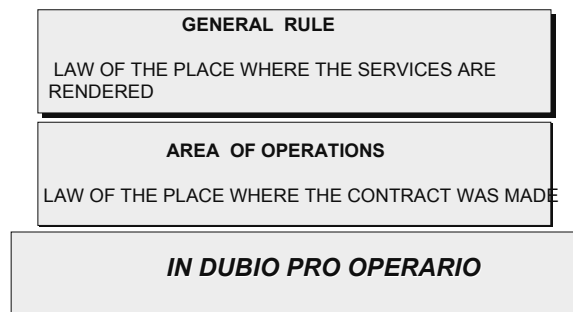 GENERAL RULE
LAW OF THE PLACE WHERE THE SERVICES ARE
RENDERED
AREA OF OPERATIONS
LAW OF THE PLACE WHERE THE CONTRACT WAS MADE
IN DUBIO PRO OPERARIO